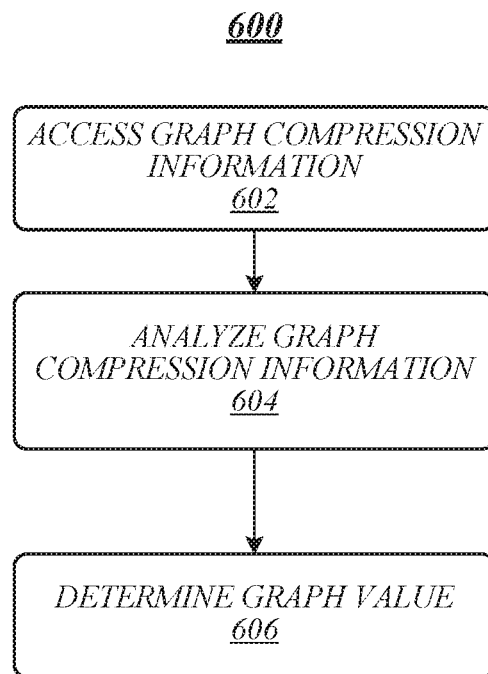 600
ACCESS GRAPH COMPRESSION
INFORMATION
602
ANALYZE GRAPH
COMPRESSION INFORMATION
604
DETERMINE GRAPH VALUE
606